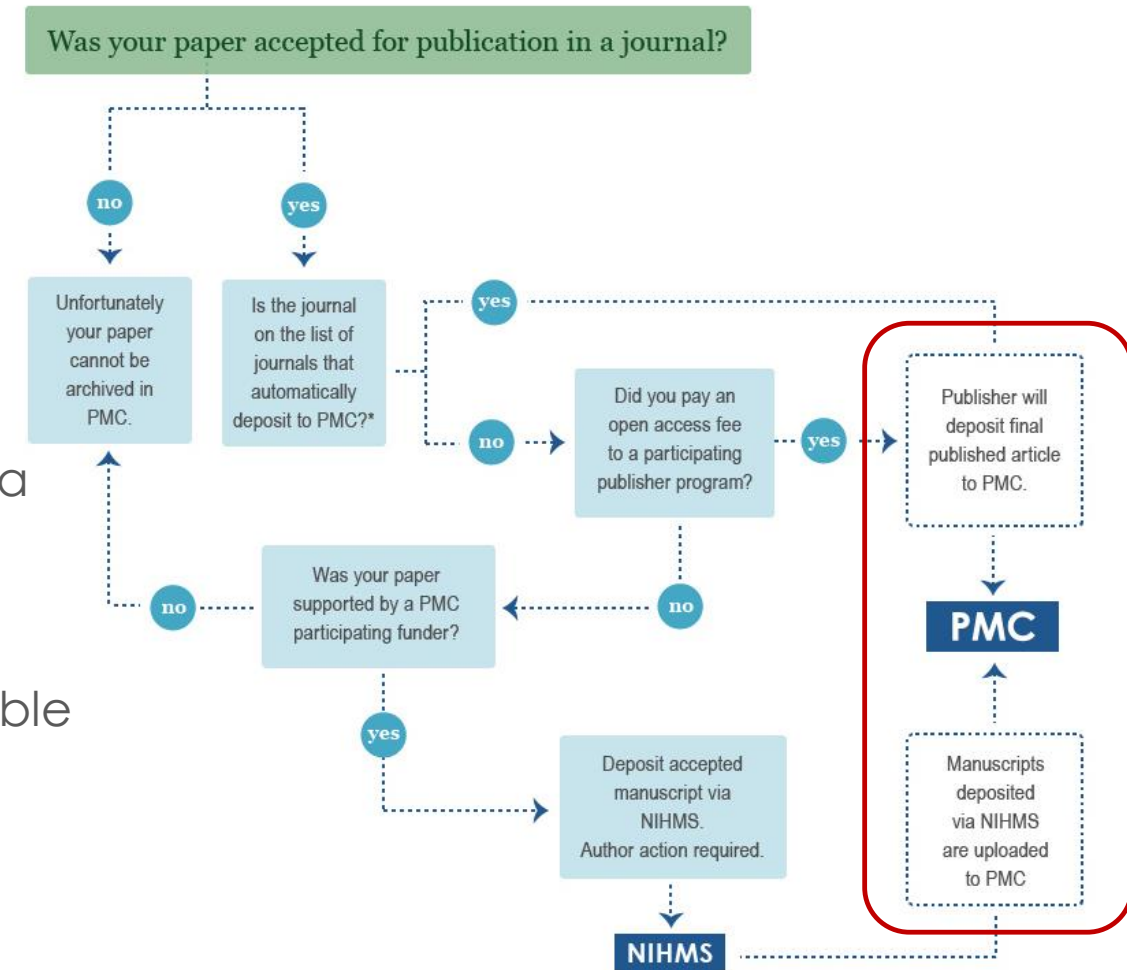 Was your paper accepted for publication in a journal?
no
yes
Unfortunately
your paper
cannot be
archived in
PMC.
Is the journal
on the list of
journals that
automatically
deposit to PMC?*
yes
no
Did you pay an
open access fee
to a participating
publisher program?
yes
Publisher will
deposit final
published article
to PMC.
a
no
Was your paper
supported by a PMC
participating funder?
no
PMC
ble
yes
Deposit accepted
manuscript via
NIHMS.
Author action required.
Manuscripts
deposited
via NIHMS
are uploaded
to PMC
NIHMS